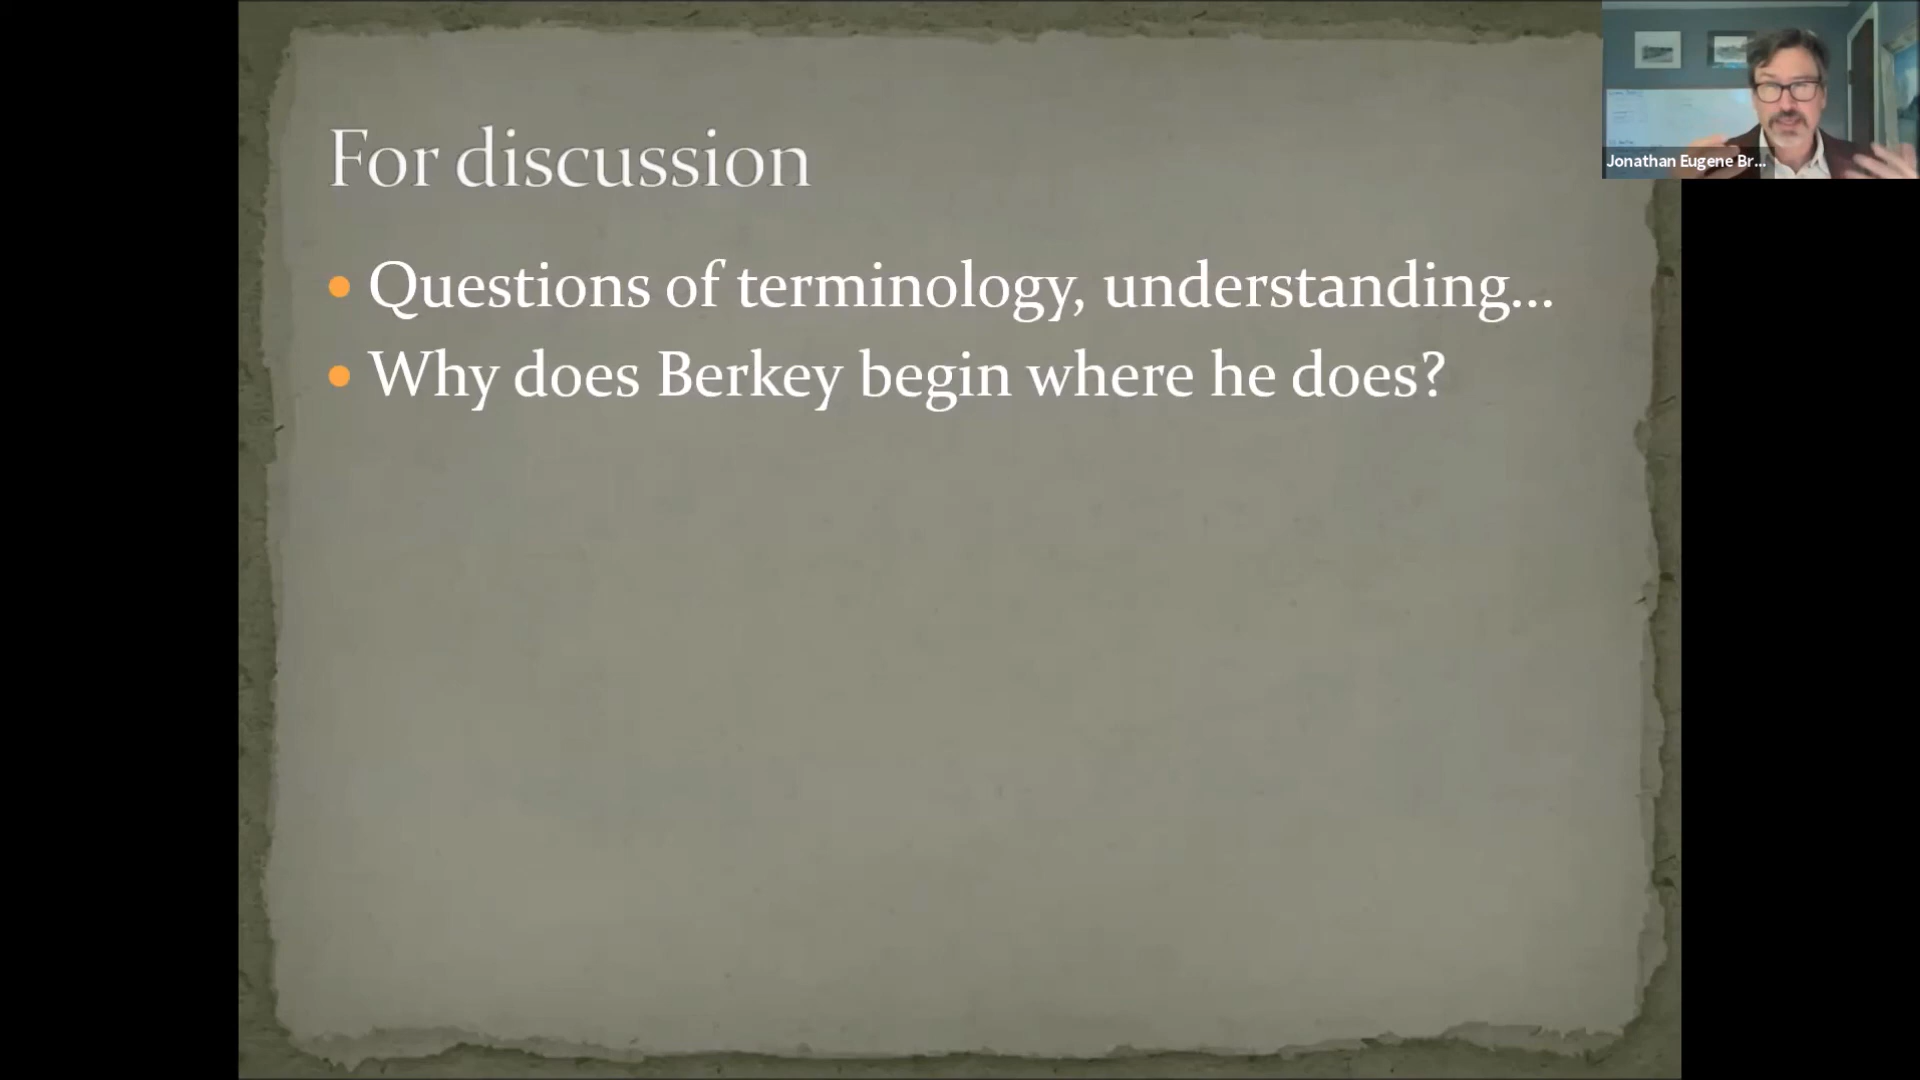 For discussion
Questions of terminology, understanding...
Why does Berkey begin where he does?
Jonathan Eugene Br...